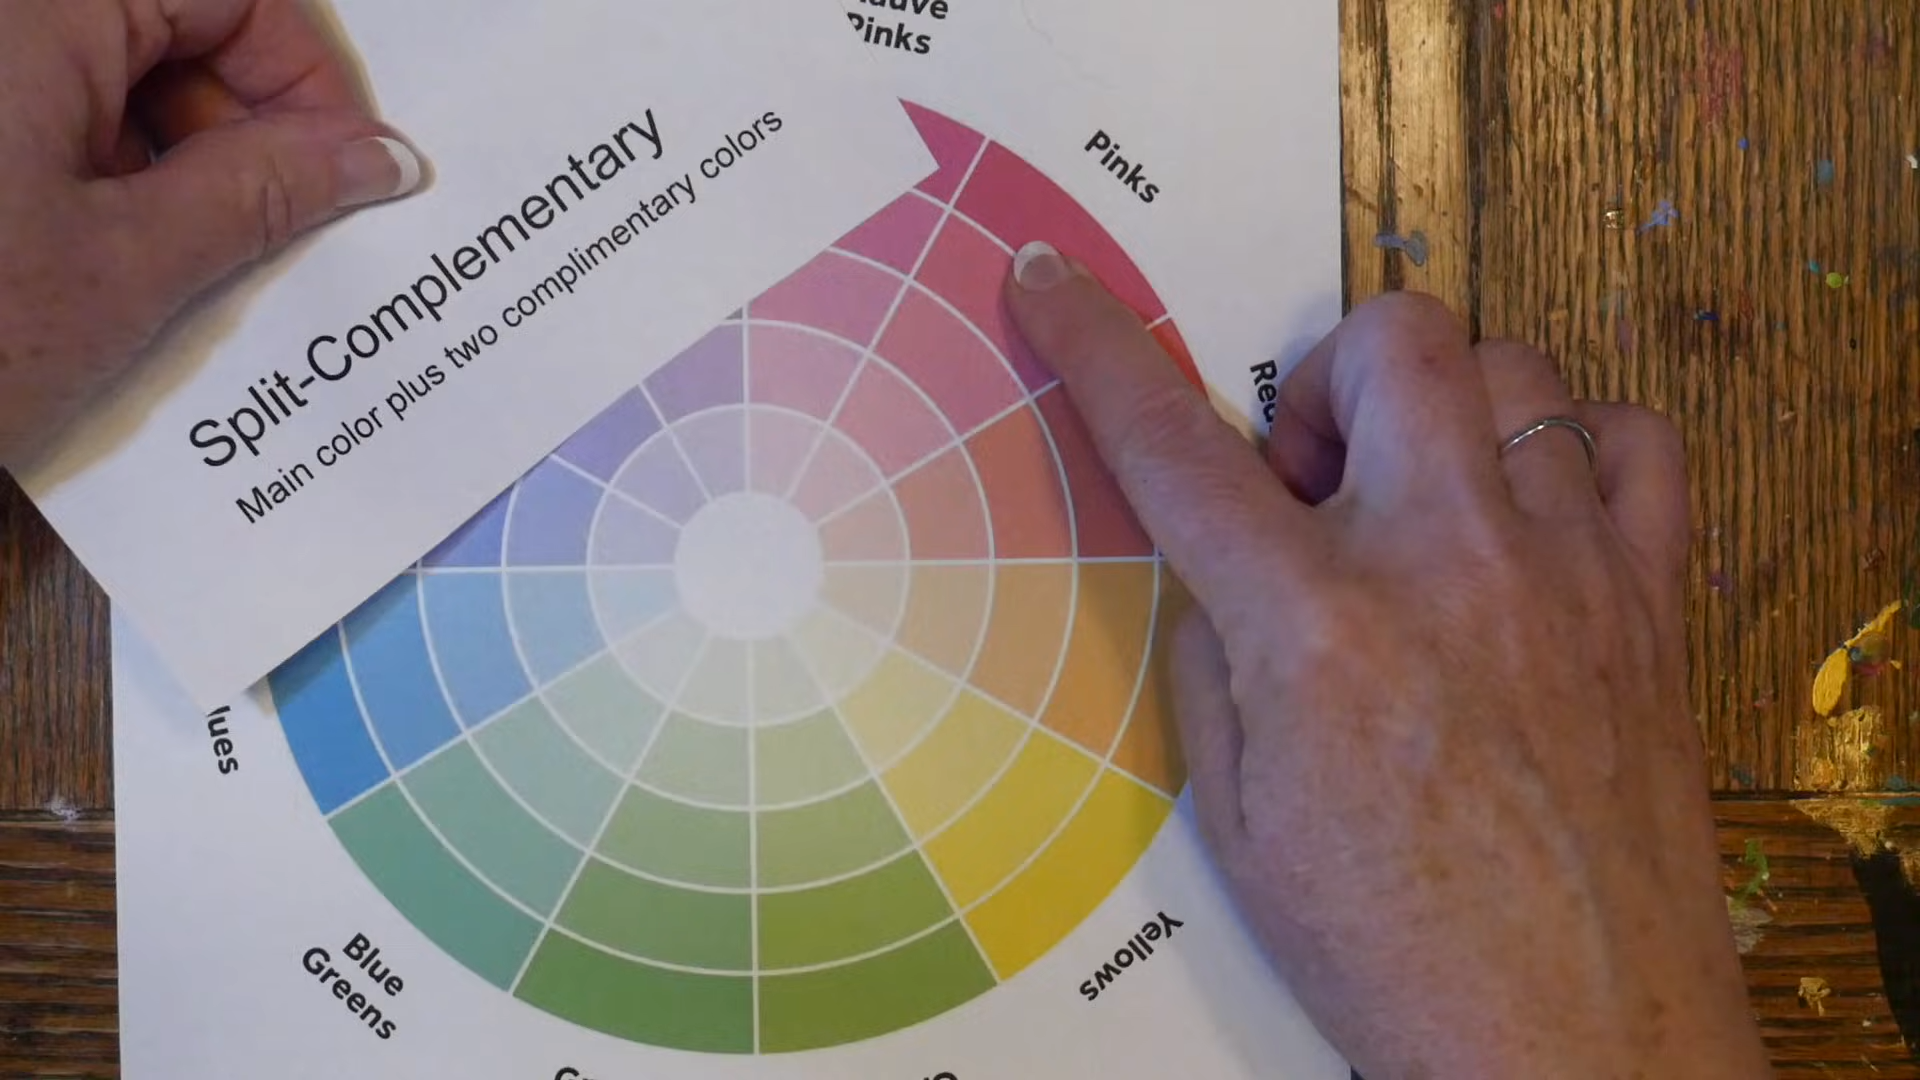 Pinks
Pinks
Split-Complementary
Main color plus two complimentary colors
Yellows
Blue
Greens